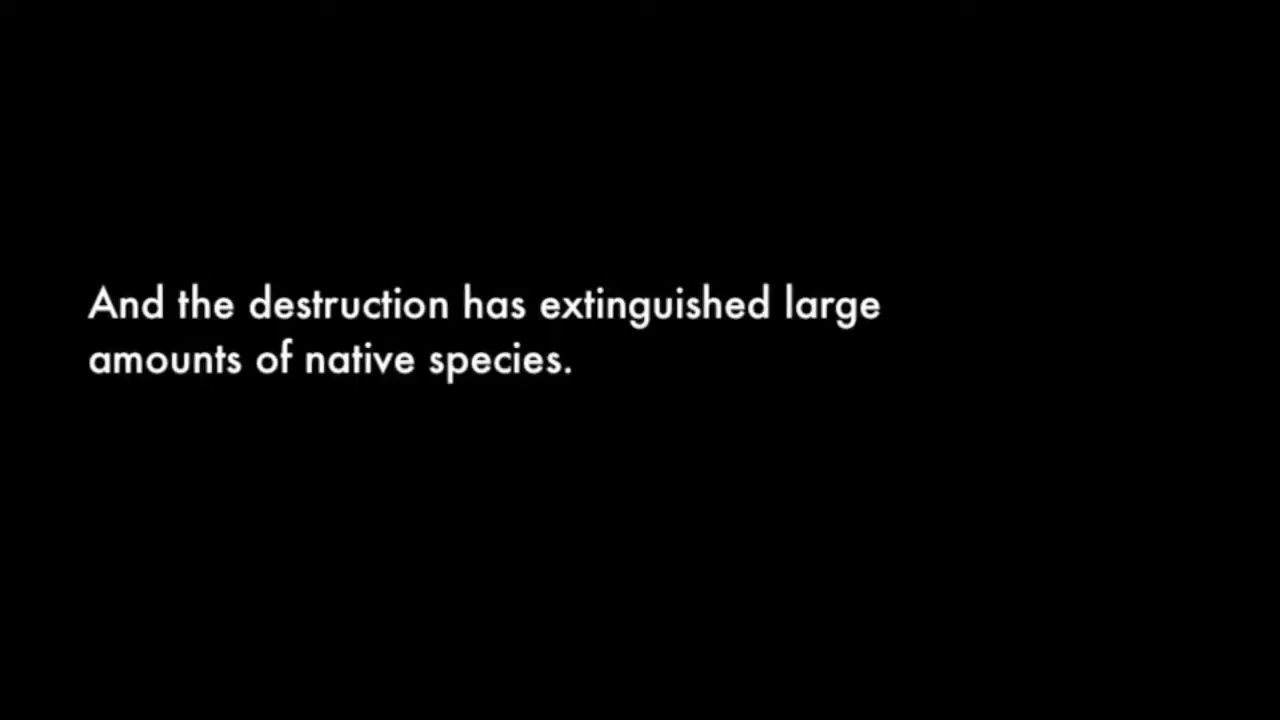 And the destruction has extinguished large
amounts of native species.